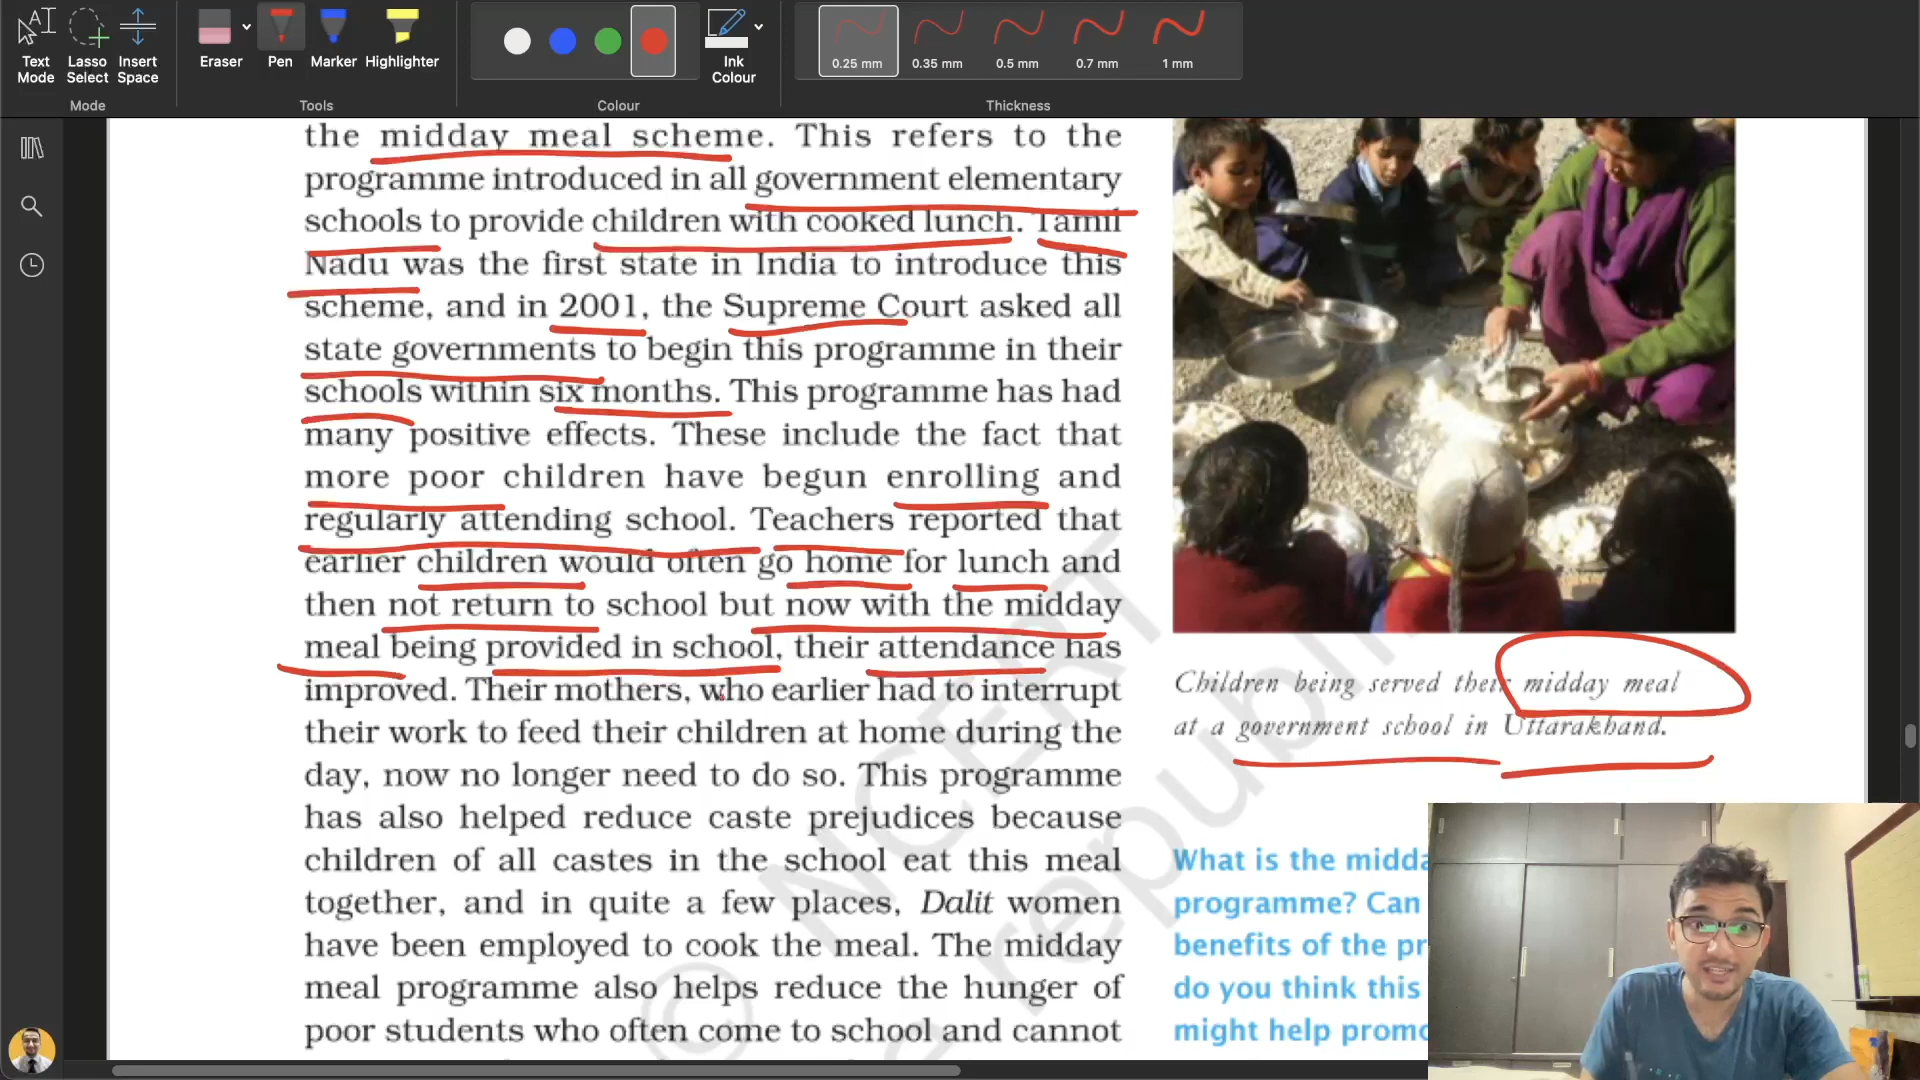 Text Mode
Lasso Select
Insert Space
Mode
Eraser
Pen
Marker
Highlighter
Tools
Colour
Ink Colour
0.25 mm
0.35 mm
0.5 mm
0.7 mm
1 mm
Thickness
the midday meal scheme. This refers to the
programme introduced in all government elementary
schools to provide children with cooked lunch. Tamil
Nadu was the first state in India to introduce this
scheme, and in 2001, the Supreme Court asked all
state governments to begin this programme in their
schools within six months. This programme has had
many positive effects. These include the fact that
more poor children have begun enrolling and
regularly attending school. Teachers reported that
earlier children would often go home for lunch and
then not return to school but now with the midday
meal being provided in school, their attendance has
improved. Their mothers, who earlier had to interrupt
their work to feed their children at home during the
day, now no longer need to do so. This programme
has also helped reduce caste prejudices because
children of all castes in the school eat this meal
together, and in quite a few places, Dalit women
have been employed to cook the meal. The midday
meal programme also helps reduce the hunger of
poor students who often come to school and cannot
Children being served their midday meal
at a government school in Uttarakhand.
What is the midda
programme? Can
benefits of the pr
do you think this
might help promo
© NCERT
republi